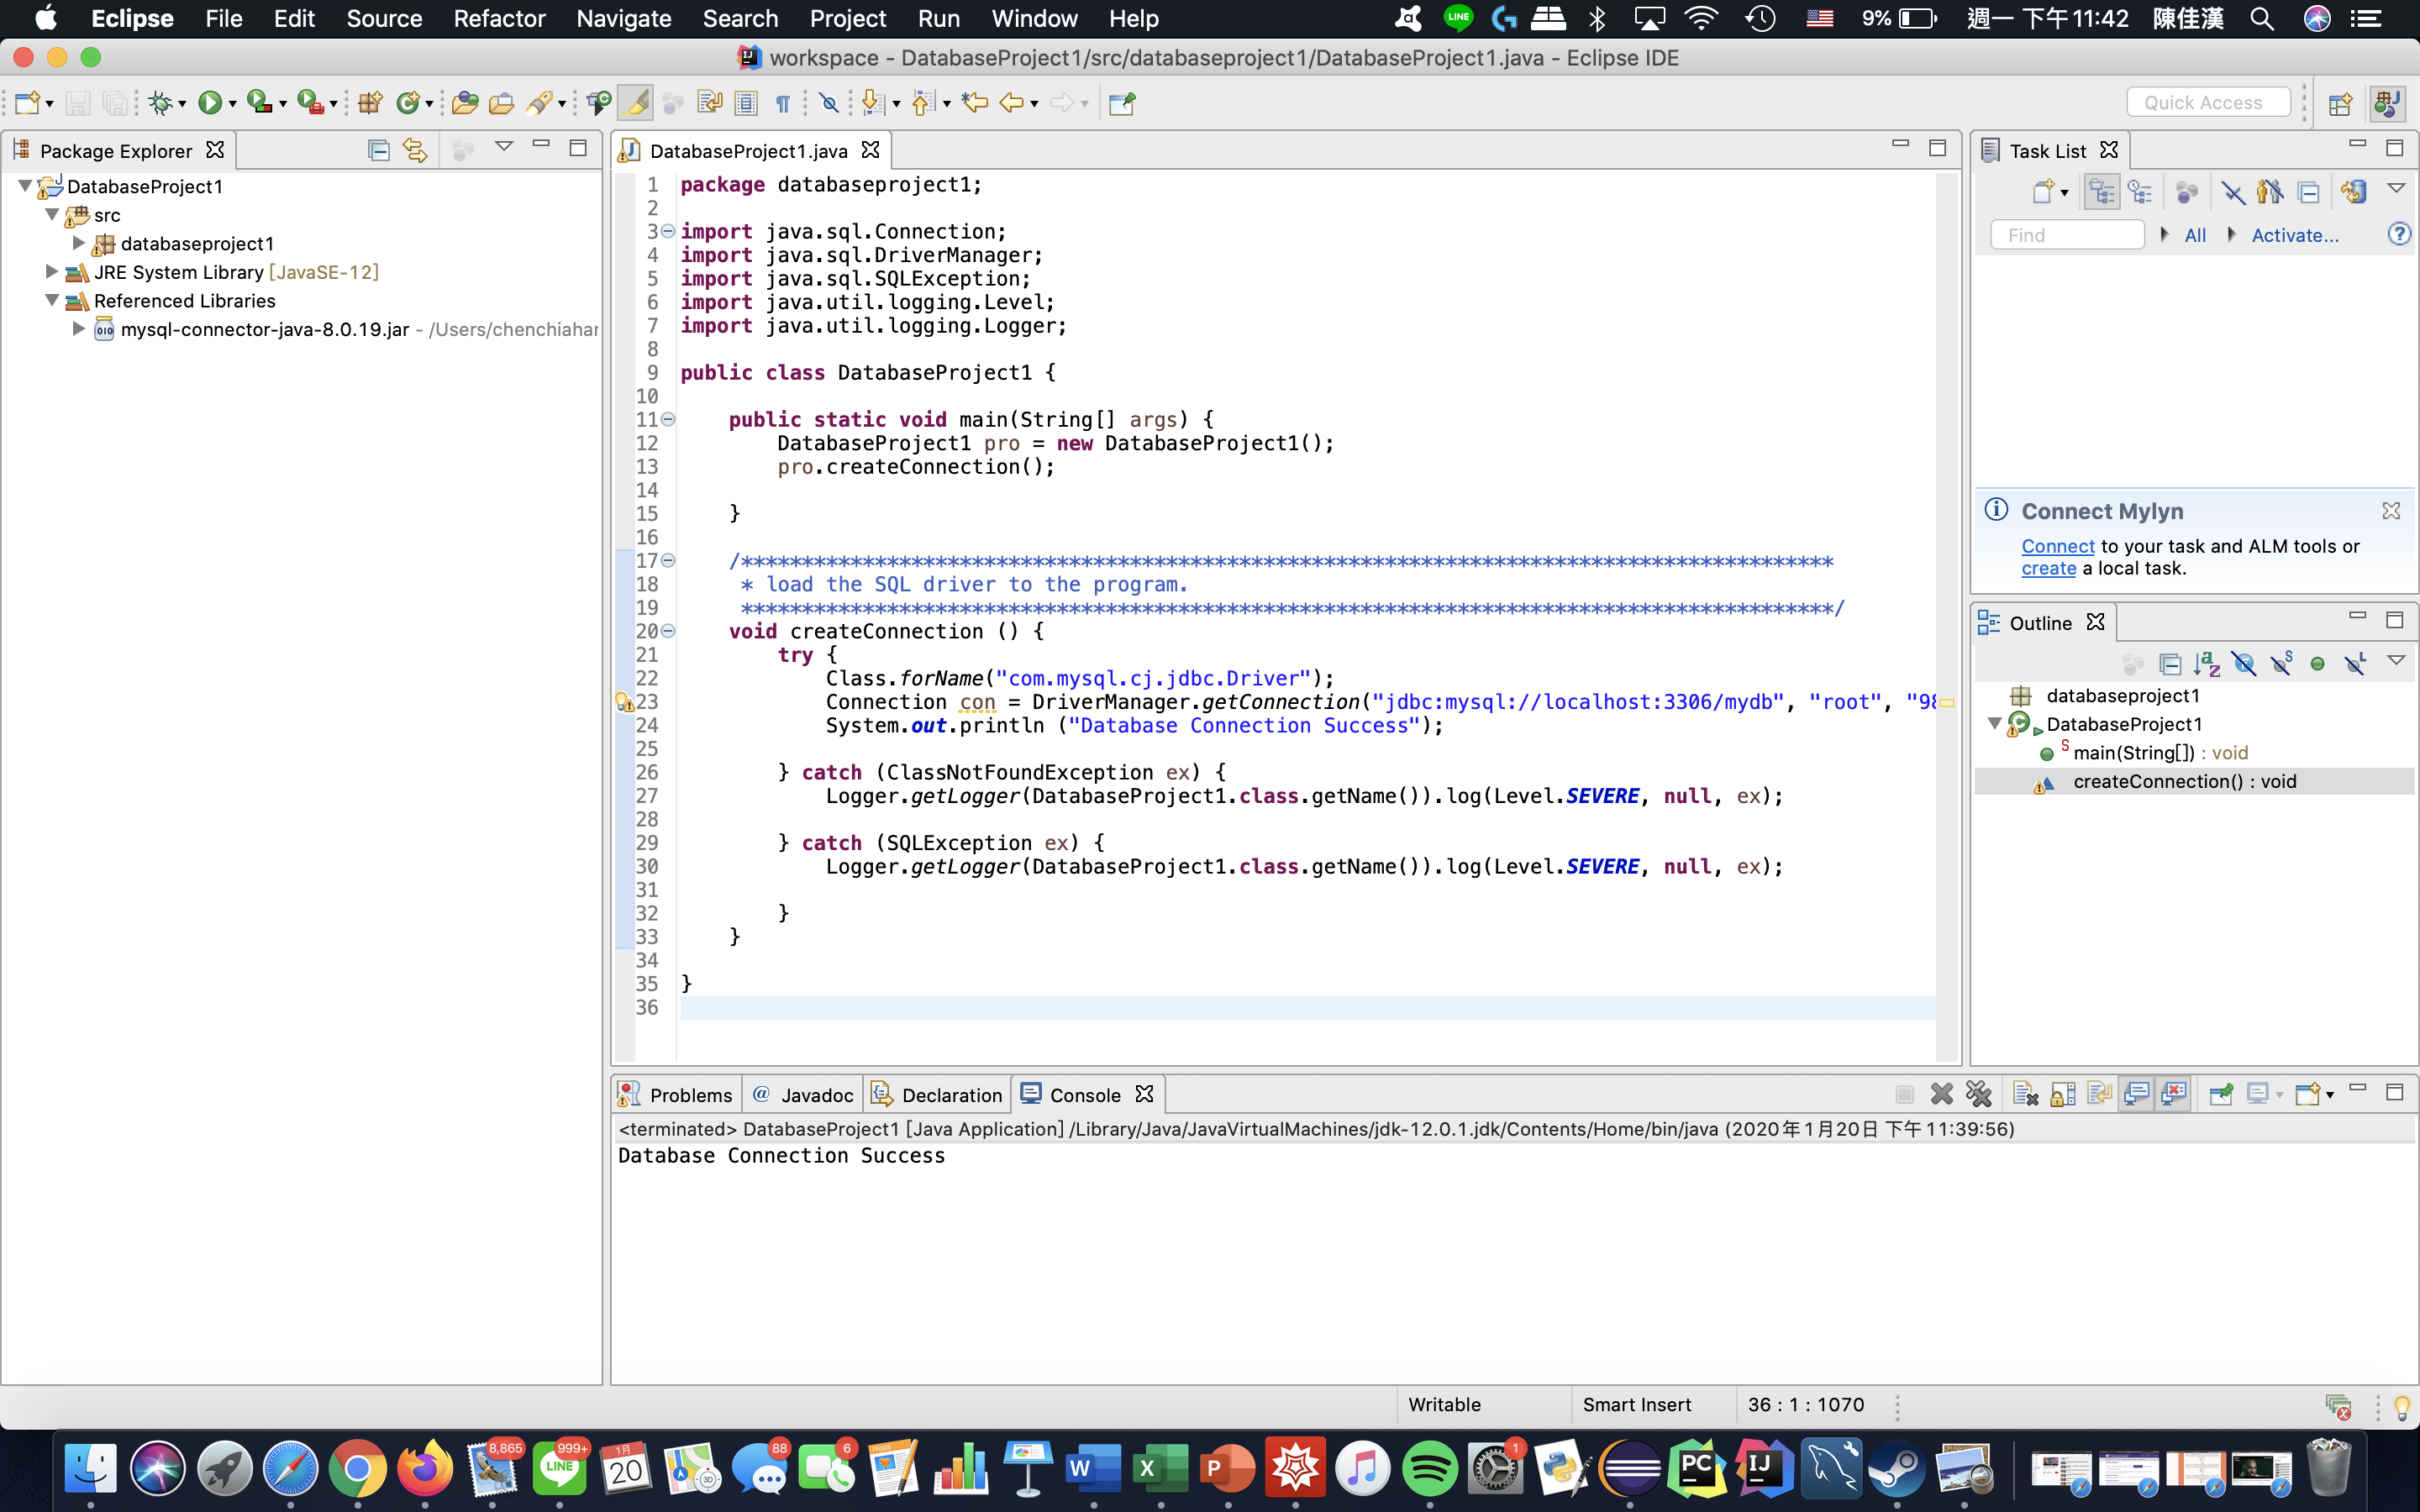 Eclipse File Edit Source Refactor Navigate Search Project Run Window Help LINE 9% 週一 下午11:42 陳佳漢
workspace - DatabaseProject1/src/databaseproject1/DatabaseProject1.java - Eclipse IDE
Quick Access
Package Explorer
DatabaseProject1
src
databaseproject1
JRE System Library [JavaSE-12]
Referenced Libraries
mysql-connector-java-8.0.19.jar - /Users/chenchiahan
DatabaseProject1.java
1 package databaseproject1;
2
3 import java.sql.Connection;
4 import java.sql.DriverManager;
5 import java.sql.SQLException;
6 import java.util.logging.Level;
7 import java.util.logging.Logger;
8
9 public class DatabaseProject1 {
10
11 public static void main(String[] args) {
12 DatabaseProject1 pro = new DatabaseProject1();
13 pro.createConnection();
14
15 }
16
17 /******************************************************************************************
18 * load the SQL driver to the program.
19 ******************************************************************************************/
20 void createConnection () {
21 try {
22 Class.forName("com.mysql.cj.jdbc.Driver");
23 Connection con = DriverManager.getConnection("jdbc:mysql://localhost:3306/mydb", "root", "98
24 System.out.println ("Database Connection Success");
25
26 } catch (ClassNotFoundException ex) {
27 Logger.getLogger(DatabaseProject1.class.getName()).log(Level.SEVERE, null, ex);
28
29 } catch (SQLException ex) {
30 Logger.getLogger(DatabaseProject1.class.getName()).log(Level.SEVERE, null, ex);
31
32 }
33 }
34
35 }
36
Task List
Find All Activate...
Connect Mylyn
Connect to your task and ALM tools or
create a local task.
Outline
databaseproject1
DatabaseProject1
main(String[]) : void
createConnection() : void
Problems @ Javadoc Declaration Console
<terminated> DatabaseProject1 [Java Application] /Library/Java/JavaVirtualMachines/jdk-12.0.1.jdk/Contents/Home/bin/java (2020年1月20日 下午11:39:56)
Database Connection Success
Writable Smart Insert 36 : 1 : 1070
8,865 LINE 999+ 1月 20 3D 88 6 PAGES W X P 1 PC IJ